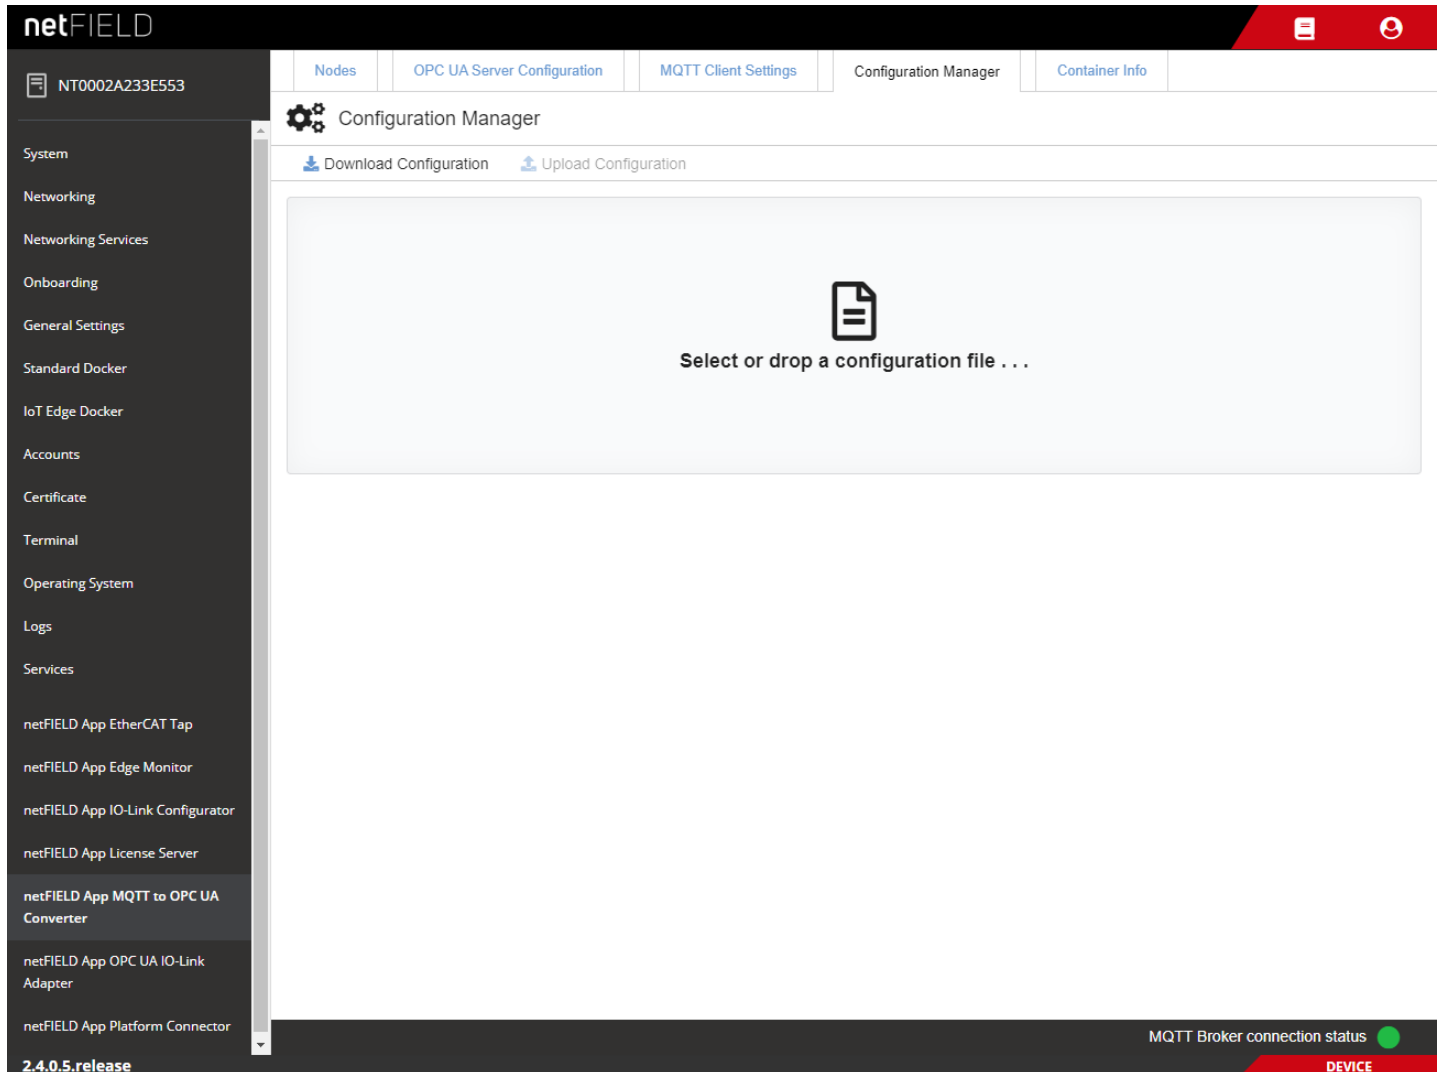 netFIELD
NT0002A233E553
Nodes
OPC UA Server Configuration
MQTT Client Settings
Configuration Manager
Container Info
Configuration Manager
Download Configuration
Upload Configuration
Select or drop a configuration file . . .
System
Networking
Networking Services
Onboarding
General Settings
Standard Docker
IoT Edge Docker
Accounts
Certificate
Terminal
Operating System
Logs
Services
netFIELD App EtherCAT Tap
netFIELD App Edge Monitor
netFIELD App IO-Link Configurator
netFIELD App License Server
netFIELD App MQTT to OPC UA
Converter
netFIELD App OPC UA IO-Link
Adapter
netFIELD App Platform Connector
MQTT Broker connection status
2.4.0.5.release
DEVICE